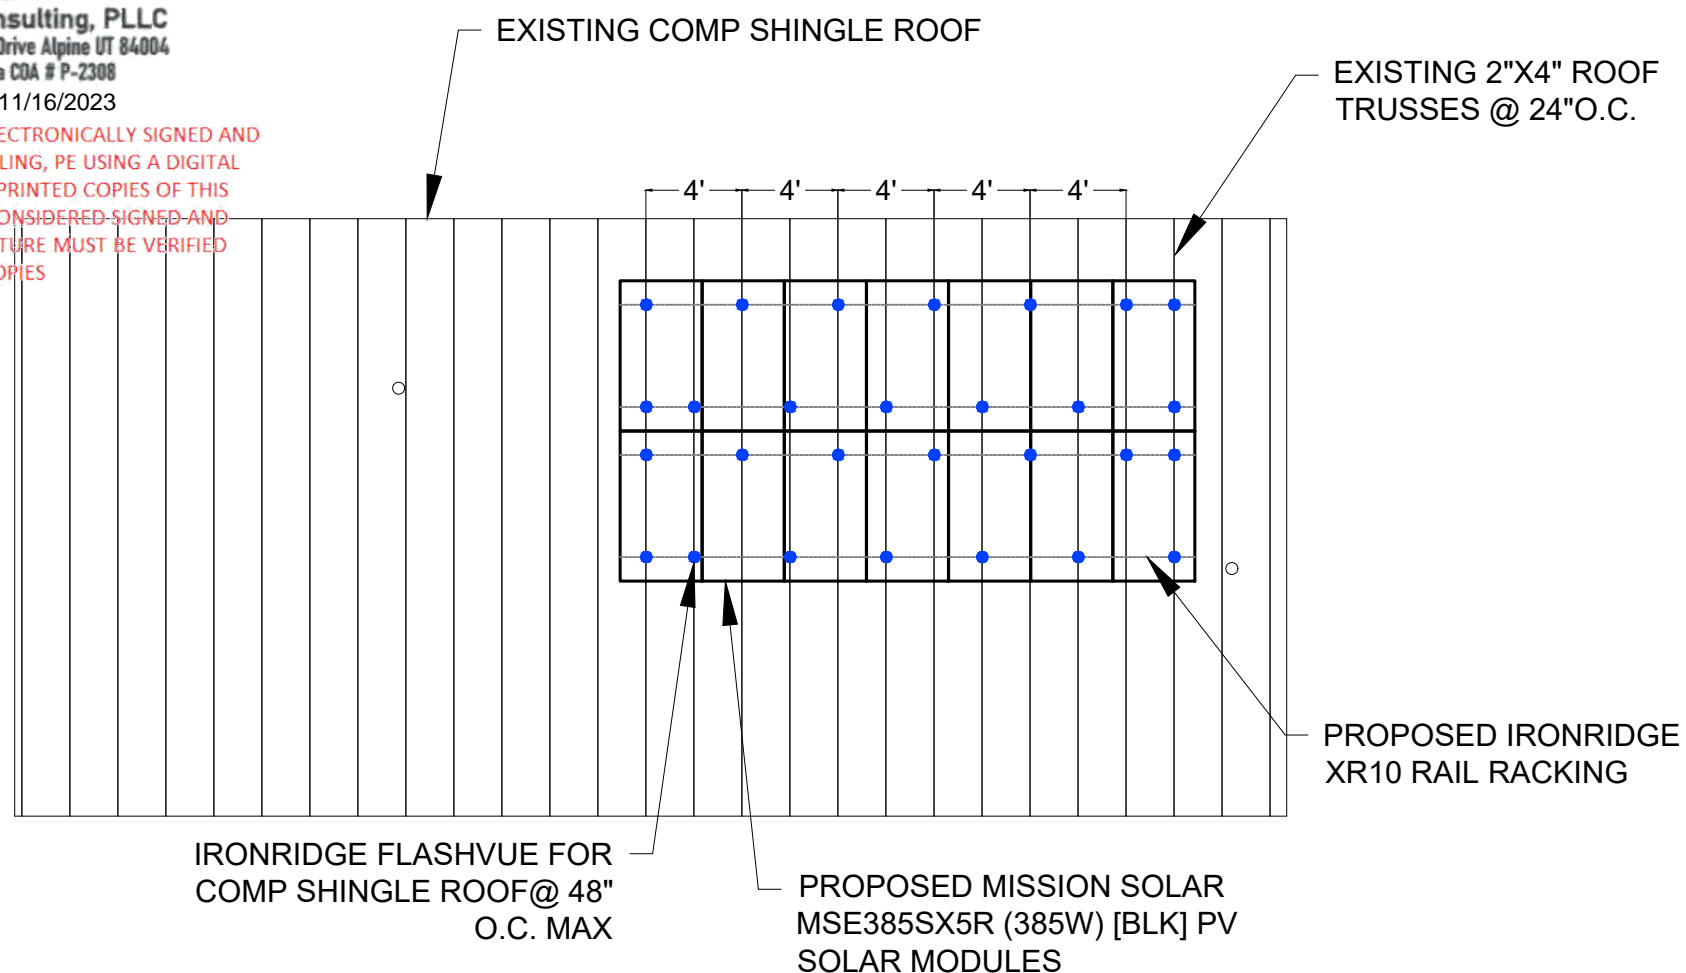 nsulting, PLLC
Drive Alpine UT 84004
COA # P-2308
11/16/2023
ECTRONICALLY SIGNED AND
LING, PE USING A DIGITAL
PRINTED COPIES OF THIS
ONSIDERED SIGNED AND
TURE MUST BE VERIFIED
OPIES
EXISTING COMP SHINGLE ROOF
EXISTING 2"X4" ROOF
TRUSSES @ 24"O.C.
4' 4' 4' 4' 4'
PROPOSED IRONRIDGE
XR10 RAIL RACKING
IRONRIDGE FLASHVUE FOR
COMP SHINGLE ROOF@ 48"
O.C. MAX
PROPOSED MISSION SOLAR
MSE385SX5R (385W) [BLK] PV
SOLAR MODULES